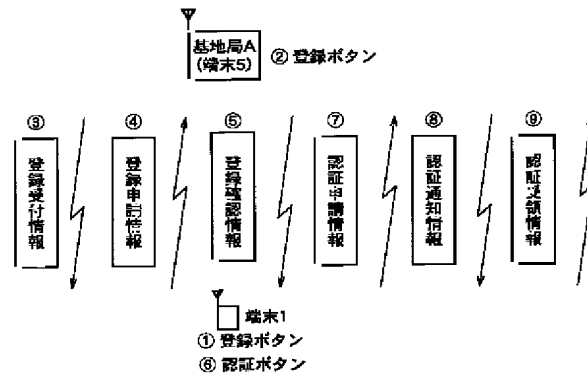 基地局A
(端末5)
② 登録ボタン
③
④
⑤
⑦
⑧
⑨
登録受付情報
登録申請情報
登録確認情報
認証申請情報
認証通知情報
認証受領情報
端末1
① 登録ボタン
⑥ 認証ボタン